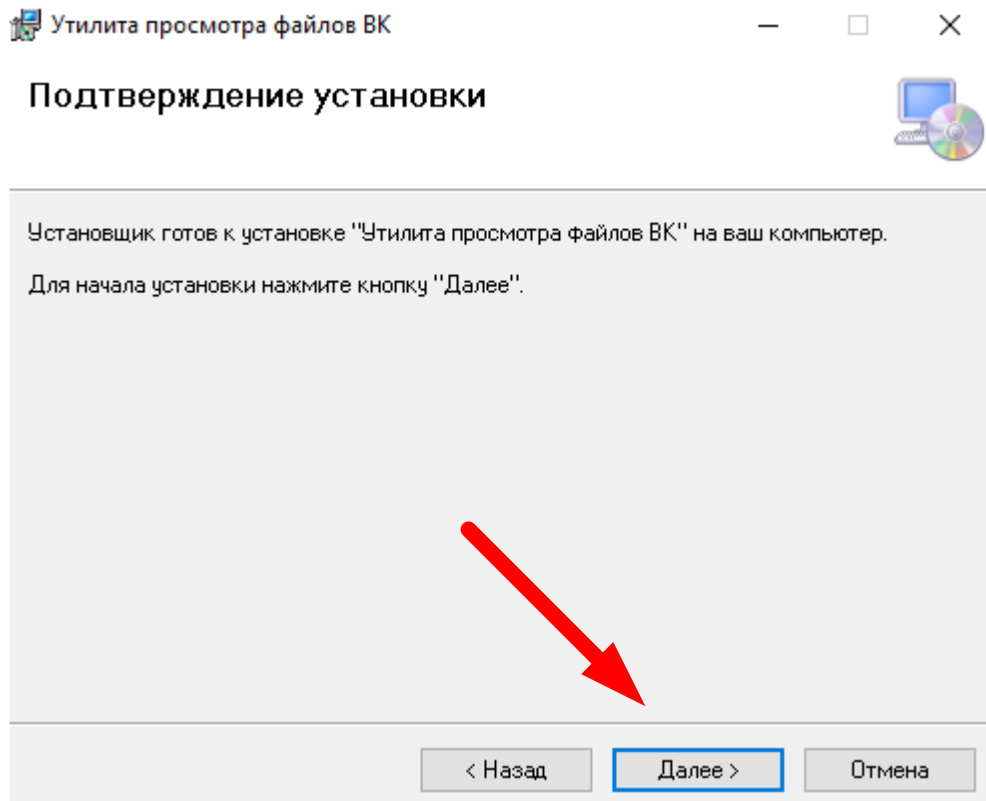 Утилита просмотра файлов ВК
Подтверждение установки
Установщик готов к установке "Утилита просмотра файлов ВК" на ваш компьютер.
Для начала установки нажмите кнопку "Далее".
< Назад
Далее >
Отмена